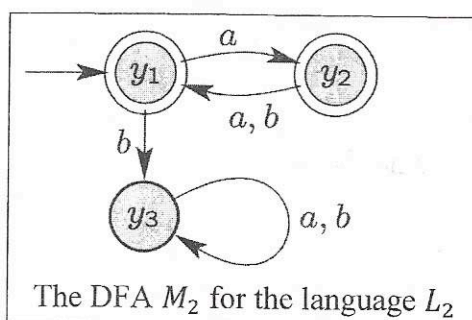 a
y1
y2
a, b
b
y3
a, b
The DFA M2 for the language L2